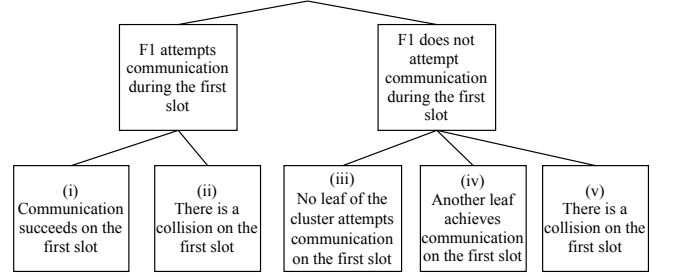 F1 attempts
communication
during the first
slot
F1 does not
attempt
communication
during the first
slot
(i)
Communication
succeeds on the
first slot
(ii)
There is a
collision on the
first slot
(iii)
No leaf of the
cluster attempts
communication
on the first slot
(iv)
Another leaf
achieves
communication
on the first slot
(v)
There is a
collision on the
first slot